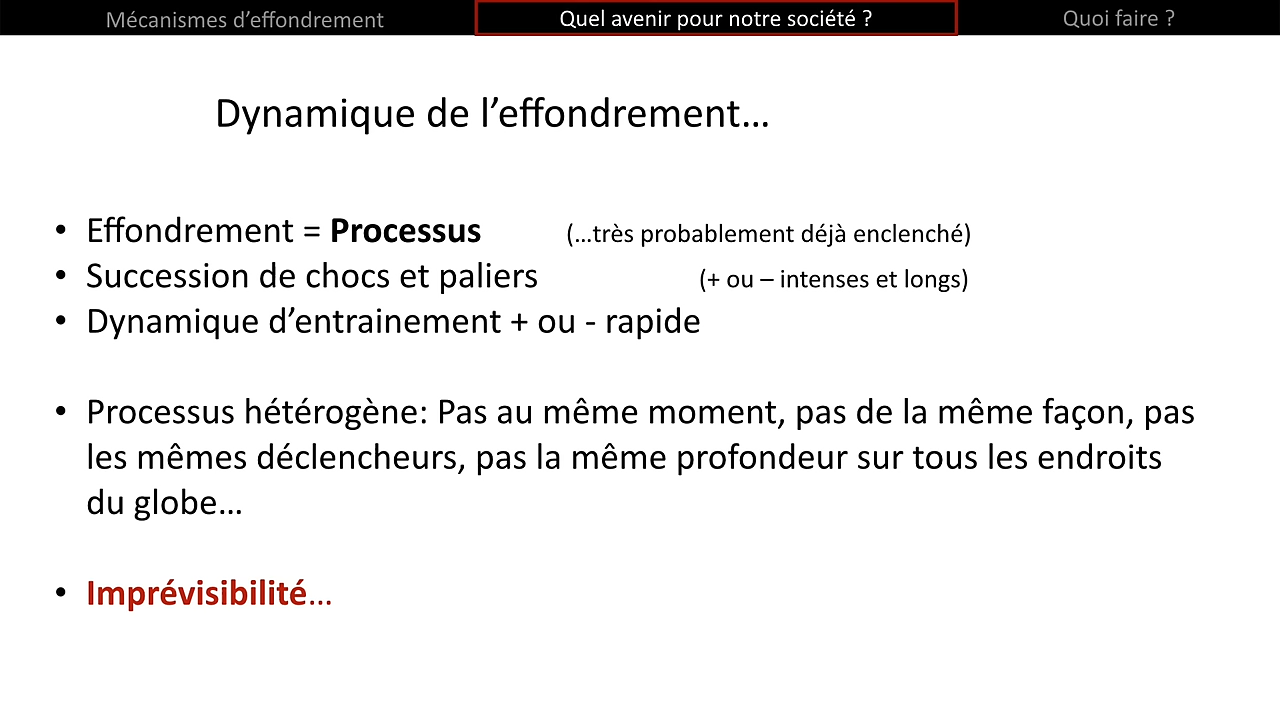 Mécanismes d’effondrement
Quel avenir pour notre société ?
Quoi faire ?
Dynamique de l’effondrement…
• Effondrement = Processus (…très probablement déjà enclenché)
• Succession de chocs et paliers (+ ou – intenses et longs)
• Dynamique d’entrainement + ou - rapide
• Processus hétérogène: Pas au même moment, pas de la même façon, pas
les mêmes déclencheurs, pas la même profondeur sur tous les endroits
du globe…
• Imprévisibilité…